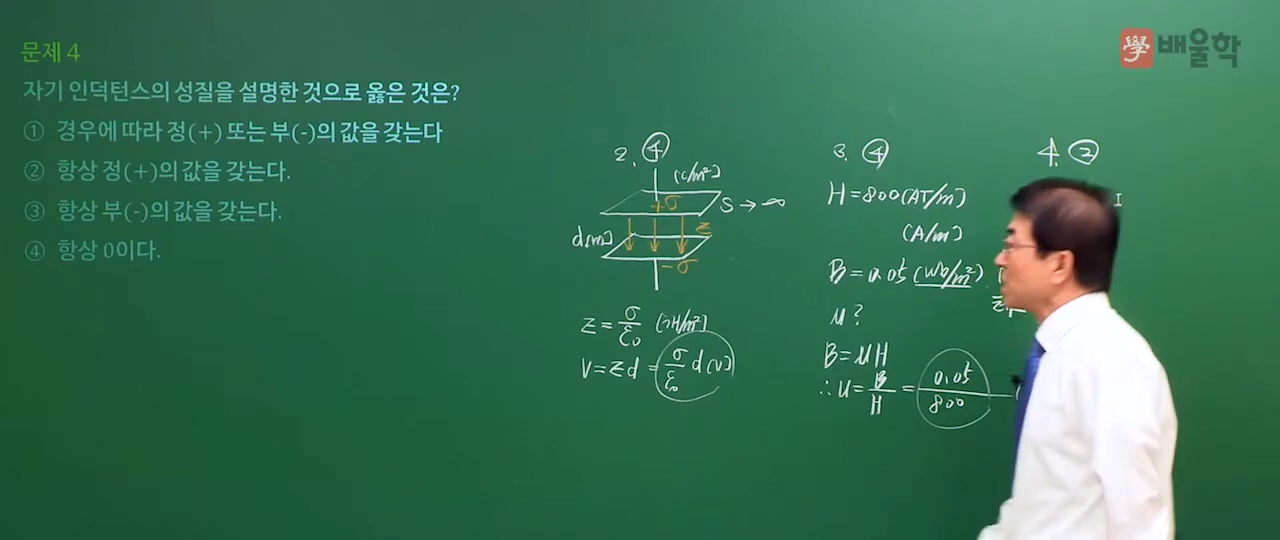 문제 4
學 배울학
자기 인덕턴스의 성질을 설명한 것으로 옳은 것은?
① 경우에 따라 정(+) 또는 부(-)의 값을 갖는다
② 항상 정(+)의 값을 갖는다.
③ 항상 부(-)의 값을 갖는다.
④ 항상 0이다.
2. ④
(C/m²)
+σ
S→∞
d(m)
E
-σ
E = σ/ε₀
V = Ed = σ/ε₀ d (V)
3. ④
H = 800 (AT/m)
(A/m)
B = 0.05 (Wb/m²)
μ?
B = μH
∴ μ = B/H = 0.05/800
4. ②
I